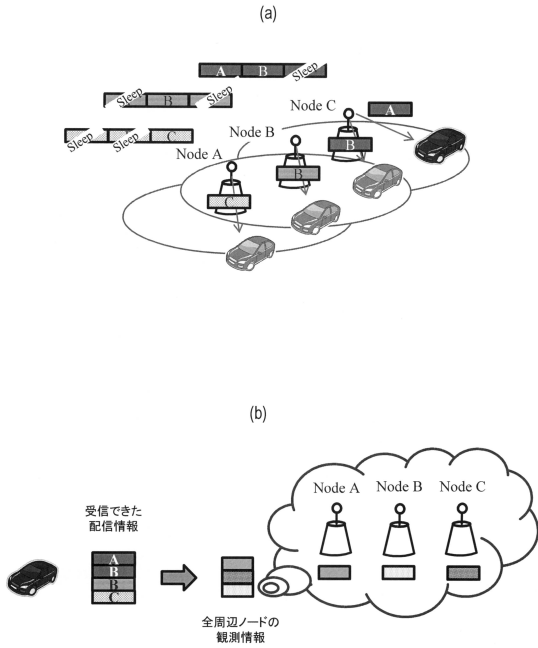 (a)
A B Sleep
Sleep B Sleep
Sleep Sleep C
Node C
A
Node B
B
Node A
B
C
(b)
受信できた
配信情報
A
B
B
C
全周辺ノードの
観測情報
Node A Node B Node C